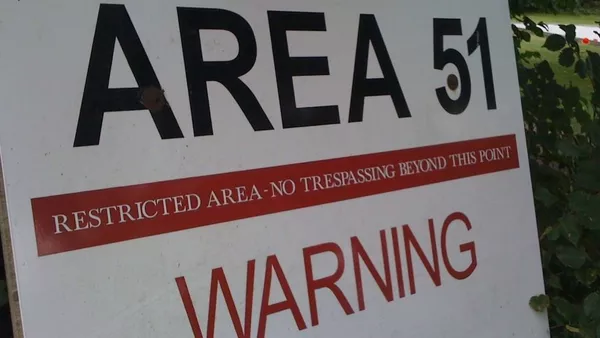 AREA 51
RESTRICTED AREA-NO TRESPASSING BEYOND THIS POINT
WARNING